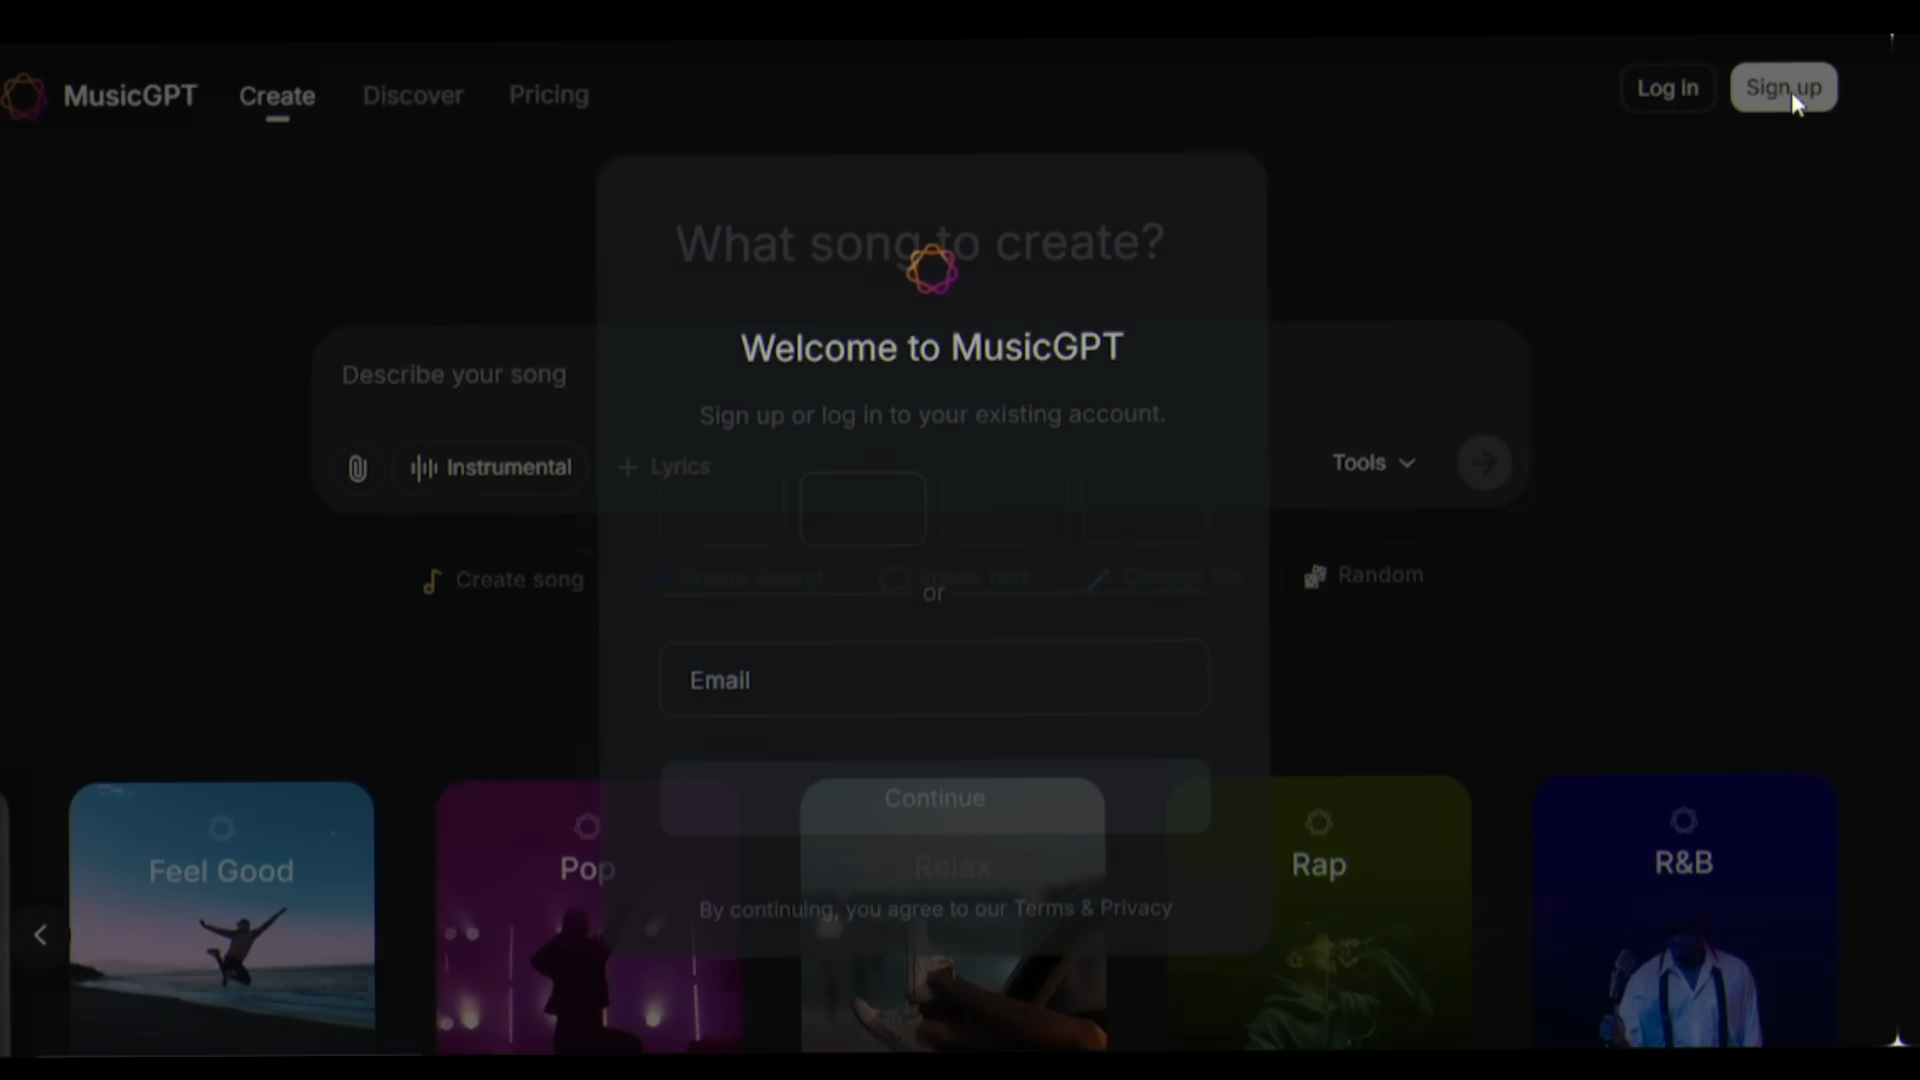 MusicGPT
Create
Discover
Pricing
Log In
Sign up
What song to create?
Welcome to MusicGPT
Describe your song
Sign up or log in to your existing account.
Instrumental
Lyrics
Tools
Create song
Random
or
Email
Continue
Feel Good
Pop
Relax
Rap
R&B
By continuing, you agree to our Terms & Privacy